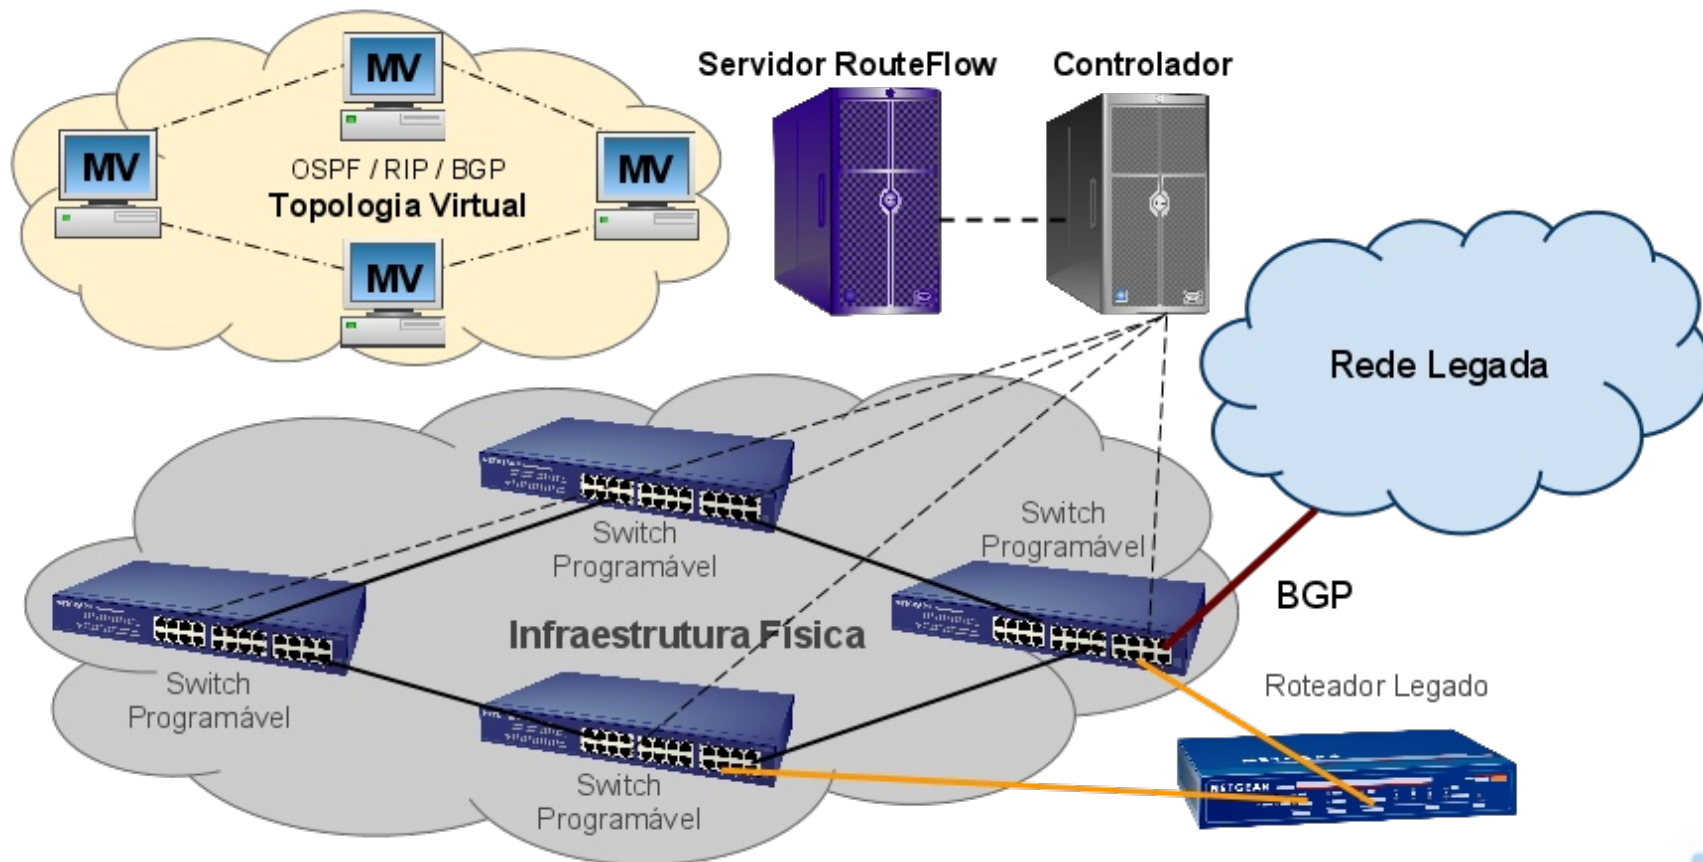 MV
MV
MV
OSPF / RIP / BGP
Topologia Virtual
MV
Servidor RouteFlow
Controlador
Rede Legada
Switch
Programável
Switch
Programável
BGP
Infraestrutura Física
Switch
Programável
Roteador Legado
Switch
Programável
NETGEAR